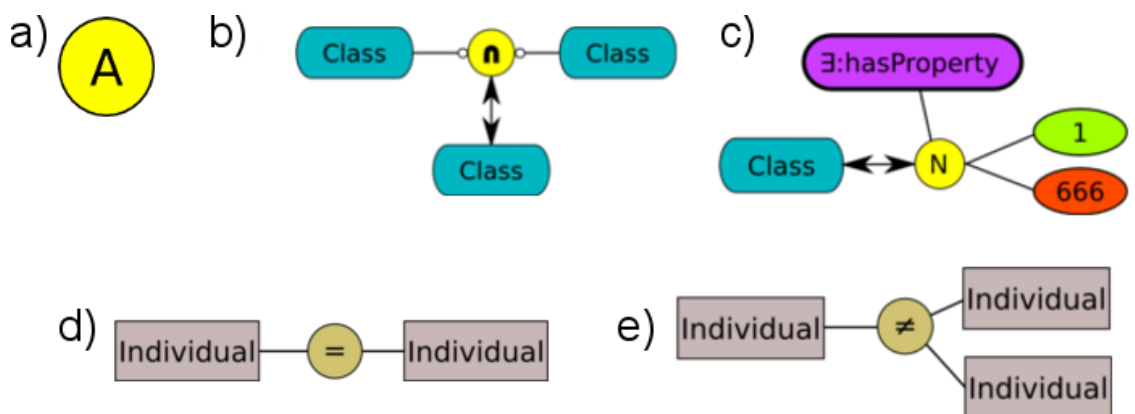 a)
A
b)
Class
∩
Class
Class
c)
∃:hasProperty
Class
N
1
666
d)
Individual
=
Individual
e)
Individual
≠
Individual
Individual